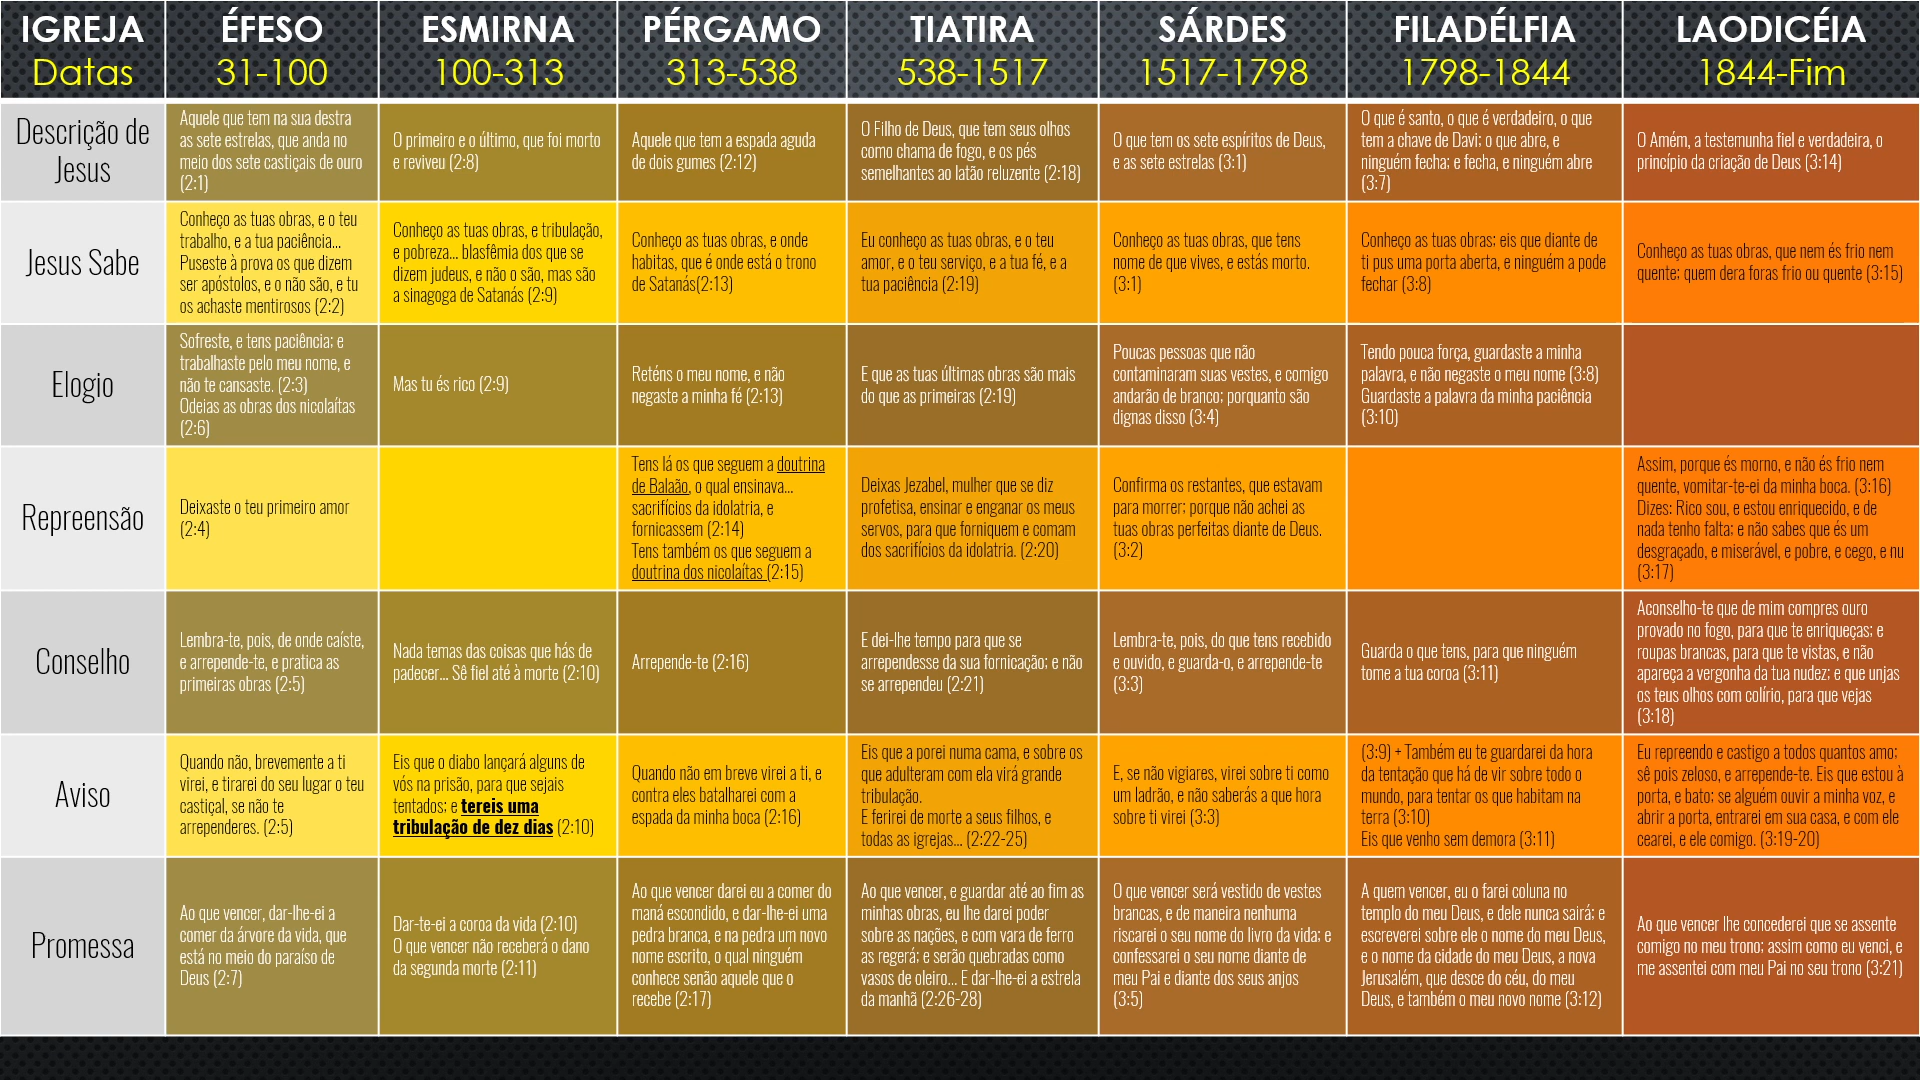 IGREJA
Datas
ÉFESO
31-100
ESMIRNA
100-313
PÉRGAMO
313-538
TIATIRA
538-1517
SÁRDES
1517-1798
FILADÉLFIA
1798-1844
LAODICÉIA
1844-Fim
Descrição de
Jesus
Aquele que tem na sua destra
as sete estrelas, que anda no
meio dos sete castiçais de ouro
(2:1)
O primeiro e o último, que foi morto
e reviveu (2:8)
Aquele que tem a espada aguda
de dois gumes (2:12)
O Filho de Deus, que tem seus olhos
como chama de fogo, e os pés
semelhantes ao latão reluzente (2:18)
O que tem os sete espíritos de Deus,
e as sete estrelas (3:1)
O que é santo, o que é verdadeiro, o que
tem a chave de Davi; o que abre, e
ninguém fecha; e fecha, e ninguém abre
(3:7)
O Amém, a testemunha fiel e verdadeira, o
princípio da criação de Deus (3:14)
Jesus Sabe
Conheço as tuas obras, e o teu
trabalho, e a tua paciência...
Puseste à prova os que dizem
ser apóstolos, e o não são, e tu
os achaste mentirosos (2:2)
Conheço as tuas obras, e tribulação,
e pobreza... blasfêmia dos que se
dizem judeus, e não o são, mas são
a sinagoga de Satanás (2:9)
Conheço as tuas obras, e onde
habitas, que é onde está o trono
de Satanás(2:13)
Eu conheço as tuas obras, e o teu
amor, e o teu serviço, e a tua fé, e a
tua paciência (2:19)
Conheço as tuas obras, que tens
nome de que vives, e estás morto.
(3:1)
Conheço as tuas obras; eis que diante de
ti pus uma porta aberta, e ninguém a pode
fechar (3:8)
Conheço as tuas obras, que nem és frio nem
quente; quem dera foras frio ou quente (3:15)
Elogio
Sofreste, e tens paciência; e
trabalhaste pelo meu nome, e
não te cansaste. (2:3)
Odeias as obras dos nicolaítas
(2:6)
Mas tu és rico (2:9)
Reténs o meu nome, e não
negaste a minha fé (2:13)
E que as tuas últimas obras são mais
do que as primeiras (2:19)
Poucas pessoas que não
contaminaram suas vestes, e comigo
andarão de branco; porquanto são
dignas disso (3:4)
Tendo pouca força, guardaste a minha
palavra, e não negaste o meu nome (3:8)
Guardaste a palavra da minha paciência
(3:10)
Repreensão
Deixaste o teu primeiro amor
(2:4)
Tens lá os que seguem a doutrina
de Balaão, o qual ensinava...
sacrifícios da idolatria, e
fornicassem (2:14)
Tens também os que seguem a
doutrina dos nicolaítas (2:15)
Deixas Jezabel, mulher que se diz
profetisa, ensinar e enganar os meus
servos, para que forniquem e comam
dos sacrifícios da idolatria. (2:20)
Confirma os restantes, que estavam
para morrer; porque não achei as
tuas obras perfeitas diante de Deus.
(3:2)
Assim, porque és morno, e não és frio nem
quente, vomitar-te-ei da minha boca. (3:16)
Dizes: Rico sou, e estou enriquecido, e de
nada tenho falta; e não sabes que és um
desgraçado, e miserável, e pobre, e cego, e nu
(3:17)
Conselho
Lembra-te, pois, de onde caíste,
e arrepende-te, e pratica as
primeiras obras (2:5)
Nada temas das coisas que hás de
padecer... Sê fiel até à morte (2:10)
Arrepende-te (2:16)
E dei-lhe tempo para que se
arrependesse da sua fornicação; e não
se arrependeu (2:21)
Lembra-te, pois, do que tens recebido
e ouvido, e guarda-o, e arrepende-te
(3:3)
Guarda o que tens, para que ninguém
tome a tua coroa (3:11)
Aconselho-te que de mim compres ouro
provado no fogo, para que te enriqueças; e
roupas brancas, para que te vistas, e não
apareça a vergonha da tua nudez; e que unjas
os teus olhos com colírio, para que vejas
(3:18)
Aviso
Quando não, brevemente a ti
virei, e tirarei do seu lugar o teu
castiçal, se não te
arrependeres. (2:5)
Eis que o diabo lançará alguns de
vós na prisão, para que sejais
tentados; e tereis uma
tribulação de dez dias (2:10)
Quando não em breve virei a ti, e
contra eles batalharei com a
espada da minha boca (2:16)
Eis que a porei numa cama, e sobre os
que adulteram com ela virá grande
tribulação.
E ferirei de morte a seus filhos, e
todas as igrejas... (2:22-25)
E, se não vigiares, virei sobre ti como
um ladrão, e não saberás a que hora
sobre ti virei (3:3)
(3:9) + Também eu te guardarei da hora
da tentação que há de vir sobre todo o
mundo, para tentar os que habitam na
terra (3:10)
Eis que venho sem demora (3:11)
Eu repreendo e castigo a todos quantos amo;
sê pois zeloso, e arrepende-te. Eis que estou à
porta, e bato; se alguém ouvir a minha voz, e
abrir a porta, entrarei em sua casa, e com ele
cearei, e ele comigo. (3:19-20)
Promessa
Ao que vencer, dar-lhe-ei a
comer da árvore da vida, que
está no meio do paraíso de
Deus (2:7)
Dar-te-ei a coroa da vida (2:10)
O que vencer não receberá o dano
da segunda morte (2:11)
Ao que vencer darei eu a comer do
maná escondido, e dar-lhe-ei uma
pedra branca, e na pedra um novo
nome escrito, o qual ninguém
conhece senão aquele que o
recebe (2:17)
Ao que vencer, e guardar até ao fim as
minhas obras, eu lhe darei poder
sobre as nações, e com vara de ferro
as regerá; e serão quebradas como
vasos de oleiro... E dar-lhe-ei a estrela
da manhã (2:26-28)
O que vencer será vestido de vestes
brancas, e de maneira nenhuma
riscarei o seu nome do livro da vida; e
confessarei o seu nome diante de
meu Pai e diante dos seus anjos
(3:5)
A quem vencer, eu o farei coluna no
templo do meu Deus, e dele nunca sairá; e
escreverei sobre ele o nome do meu Deus,
e o nome da cidade do meu Deus, a nova
Jerusalém, que desce do céu, do meu
Deus, e também o meu novo nome (3:12)
Ao que vencer lhe concederei que se assente
comigo no meu trono; assim como eu venci, e
me assentei com meu Pai no seu trono (3:21)